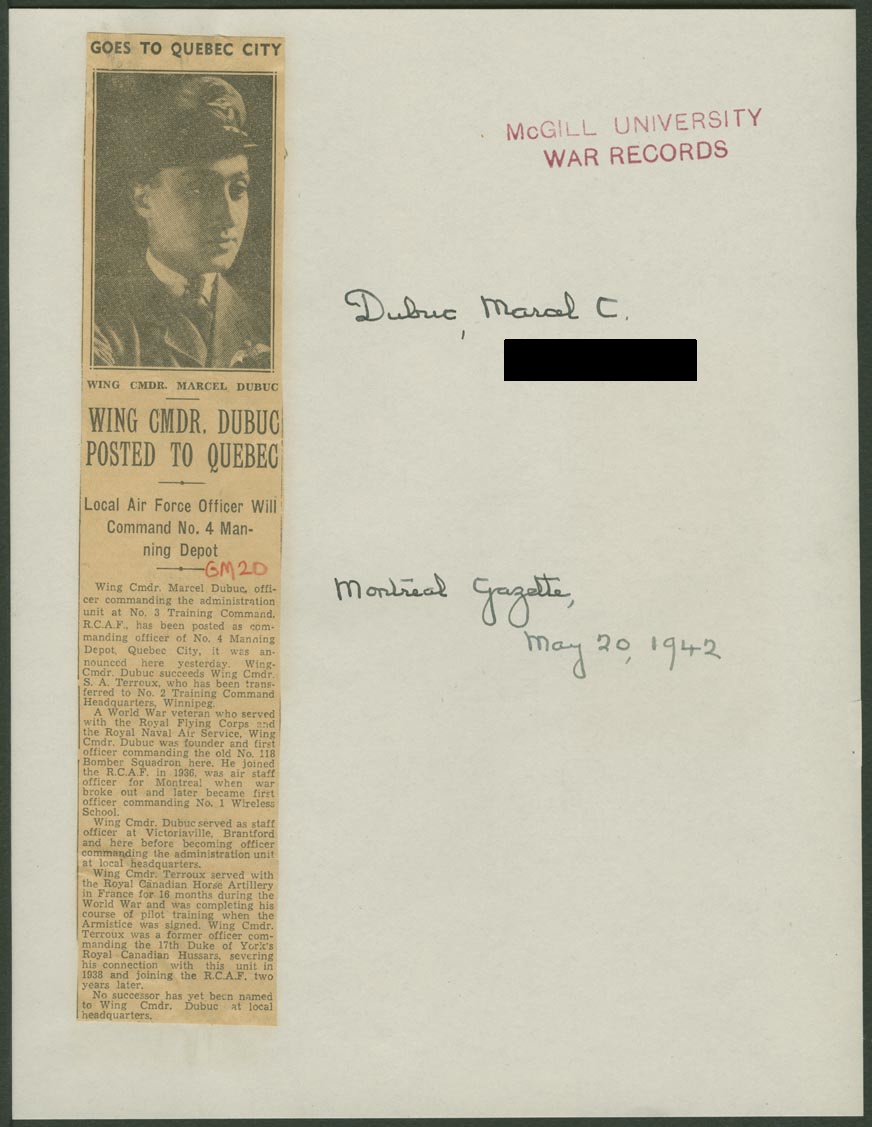 GOES TO QUEBEC CITY
WING CMDR. MARCEL DUBUC
WING CMDR. DUBUC
POSTED TO QUEBEC
Local Air Force Officer Will
Command No. 4 Man-
ning Depot
GM20
Wing Cmdr. Marcel Dubuc, offi-
cer commanding the administration
unit at No. 3 Training Command,
R.C.A.F., has been posted as com-
manding officer of No. 4 Manning
Depot, Quebec City, it was an-
nounced here yesterday. Wing-
Cmdr. Dubuc succeeds Wing Cmdr.
S. A. Terroux, who has been trans-
ferred to No. 2 Training Command
Headquarters, Winnipeg.
A World War veteran who served
with the Royal Flying Corps and
the Royal Naval Air Service, Wing
Cmdr. Dubuc was founder and first
officer commanding the old No. 118
Bomber Squadron here. He joined
the R.C.A.F. in 1936, was air staff
officer for Montreal when war
broke out and later became first
officer commanding No. 1 Wireless
School.
Wing Cmdr. Dubuc served as staff
officer at Victoriaville, Brantford
and here before becoming officer
commanding the administration unit
at local headquarters.
Wing Cmdr. Terroux served with
the Royal Canadian Horse Artillery
in France for 16 months during the
World War and was completing his
course of pilot training when the
Armistice was signed. Wing Cmdr.
Terroux was a former officer com-
manding the 17th Duke of York's
Royal Canadian Hussars, severing
his connection with this unit in
1938 and joining the R.C.A.F. two
years later.
No successor has yet been named
to Wing Cmdr. Dubuc at local
headquarters.
McGILL UNIVERSITY
WAR RECORDS
Dubuc, Marcel C.
Montreal Gazette,
May 20, 1942